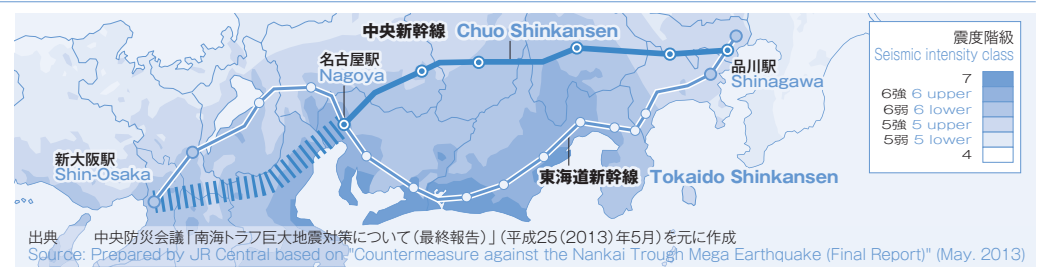 中央新幹線 Chuo Shinkansen
名古屋駅
Nagoya
品川駅
Shinagawa
新大阪駅
Shin-Osaka
東海道新幹線 Tokaido Shinkansen
震度階級
Seismic intensity class
7
6強 6 upper
6弱 6 lower
5強 5 upper
5弱 5 lower
4
出典 中央防災会議「南海トラフ巨大地震対策について(最終報告)」(平成25(2013)年5月)を元に作成
Source: Prepared by JR Central based on "Countermeasure against the Nankai Trough Mega Earthquake (Final Report)" (May. 2013)